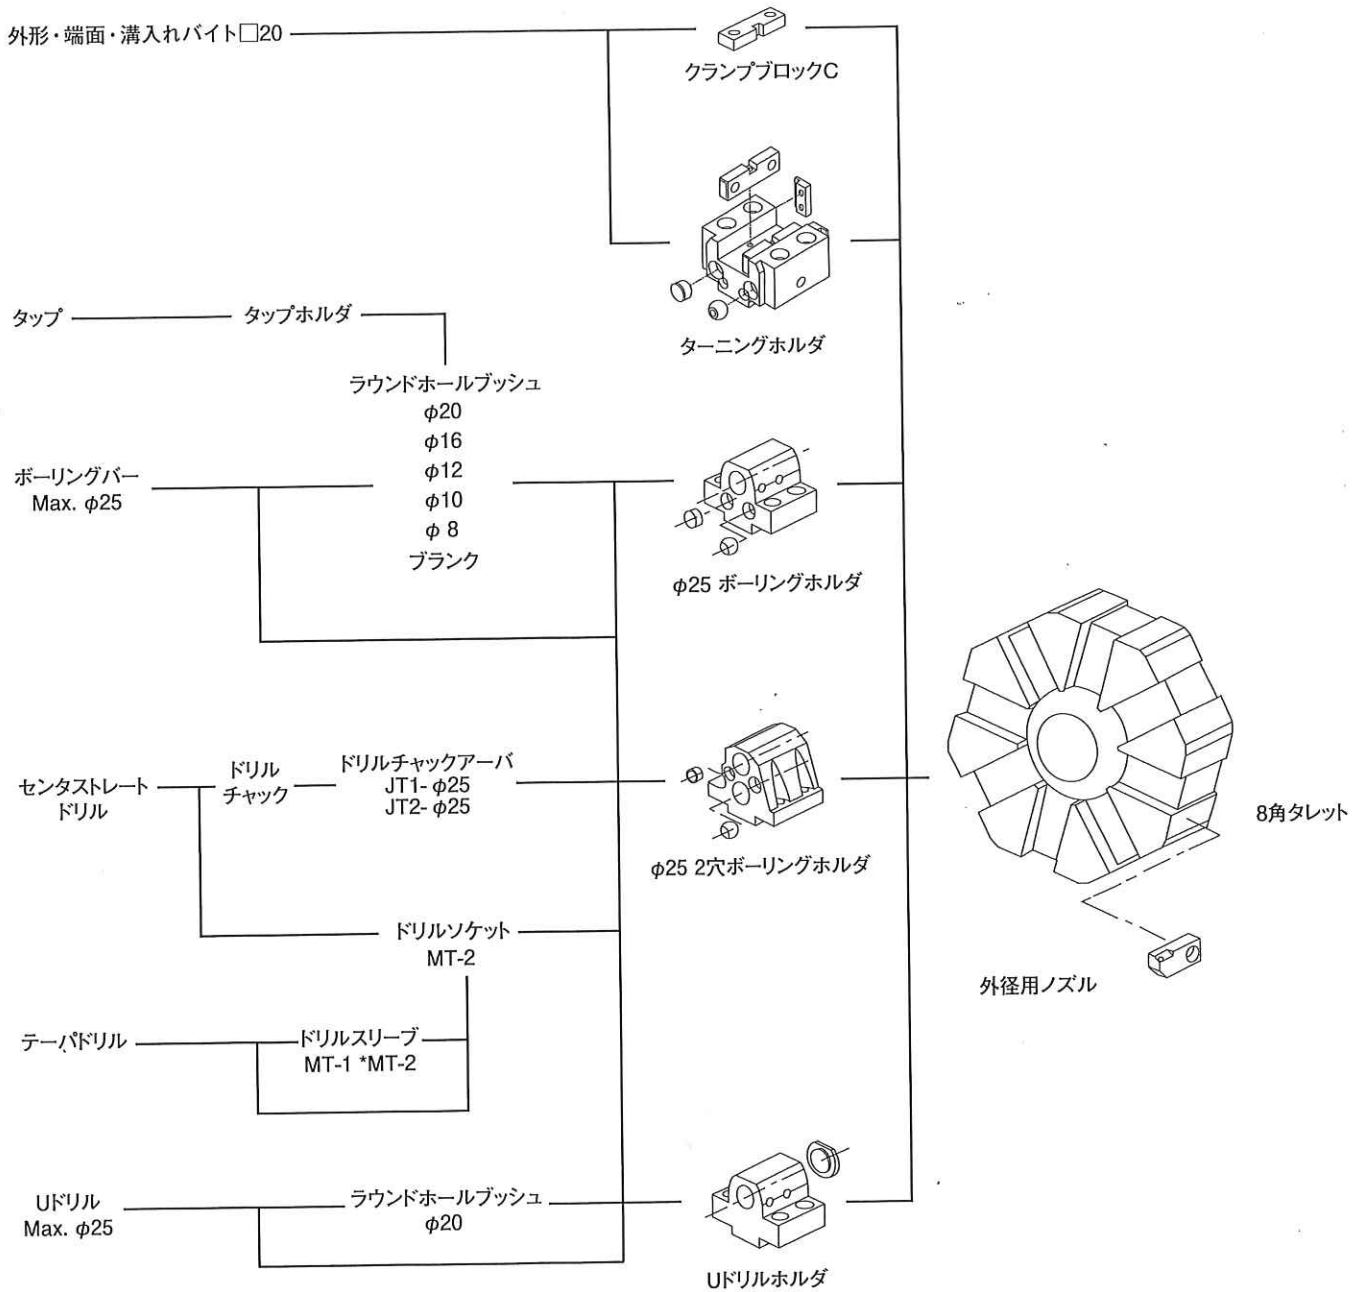 外形・端面・溝入れバイト□20
クランプブロックC
ターニングホルダ
タップ
タップホルダ
ラウンドホールブッシュ
φ20
φ16
φ12
φ10
φ 8
ブランク
ボーリングバー
Max. φ25
φ25 ボーリングホルダ
センタストレート
ドリル
ドリル
チャック
ドリルチャックアーバ
JT1- φ25
JT2- φ25
φ25 2穴ボーリングホルダ
8角タレット
ドリルソケット
MT-2
外径用ノズル
テーパドリル
ドリルスリーブ
MT-1 *MT-2
Uドリル
Max. φ25
ラウンドホールブッシュ
φ20
Uドリルホルダ